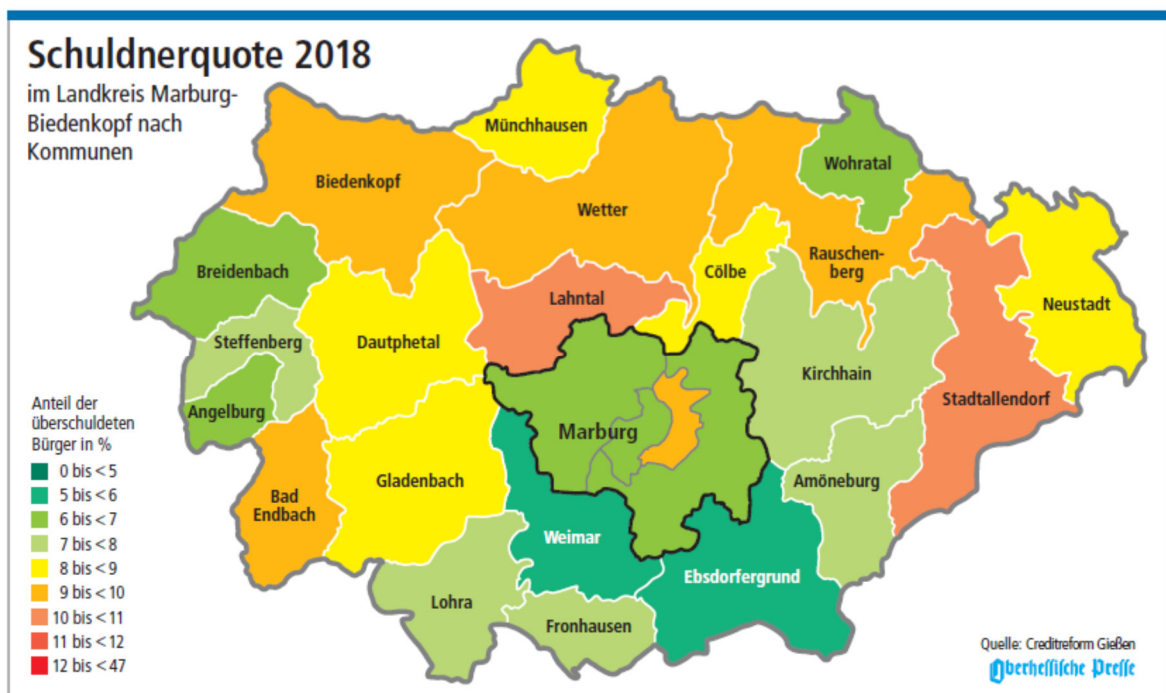 Schuldnerquote 2018
im Landkreis Marburg-
Biedenkopf nach
Kommunen
Münchhausen
Biedenkopf
Wohratal
Wetter
Breidenbach
Cölbe
Rauschen-
berg
Lahntal
Neustadt
Steffenberg
Dautphetal
Kirchhain
Stadtallendorf
Angelburg
Marburg
Gladenbach
Amöneburg
Bad
Endbach
Weimar
Ebsdorfergrund
Lohra
Fronhausen
Anteil der
überschuldeten
Bürger in %
0 bis < 5
5 bis < 6
6 bis < 7
7 bis < 8
8 bis < 9
9 bis < 10
10 bis < 11
11 bis < 12
12 bis < 47
Quelle: Creditreform Gießen
Oberhessische Presse